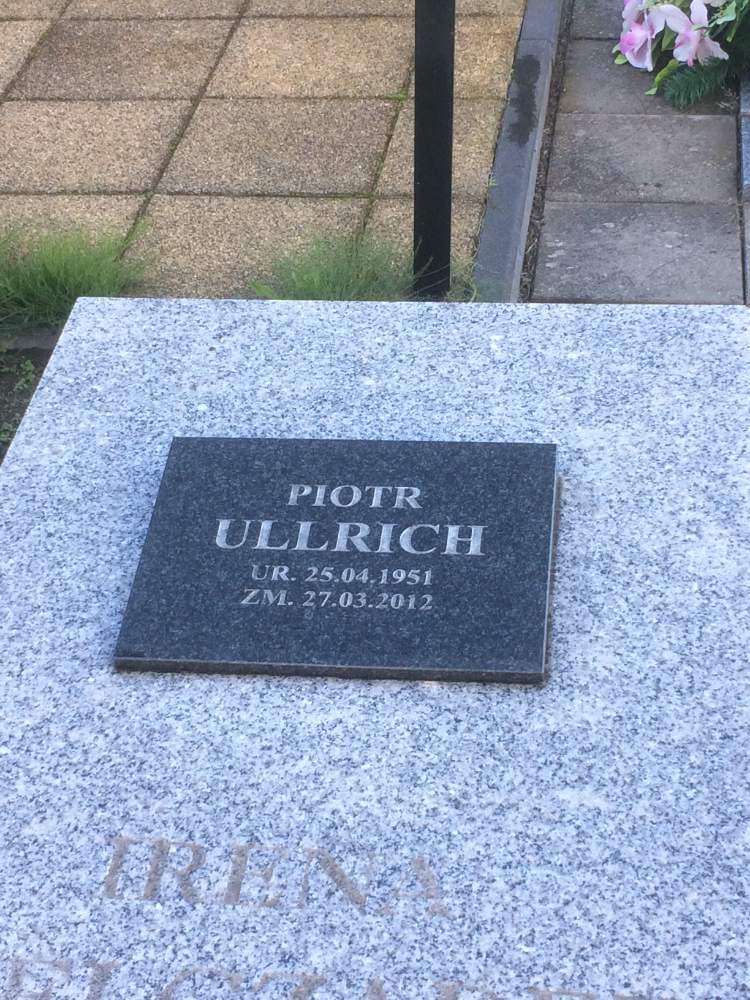 PIOTR
ULLRICH
UR. 25.04.1951
ZM. 27.03.2012
IRENA